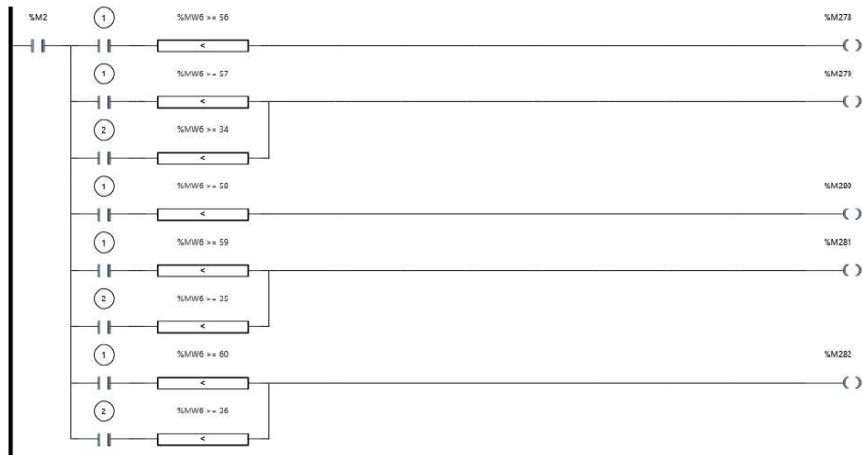 %M2 1 %MW6 >= 56 %M278
<
1 %MW6 >= 57 %M279
<
2 %MW6 >= 34
<
1 %MW6 >= 58 %M280
<
1 %MW6 >= 59 %M281
<
2 %MW6 >= 35
<
1 %MW6 >= 60 %M282
<
2 %MW6 >= 36
<